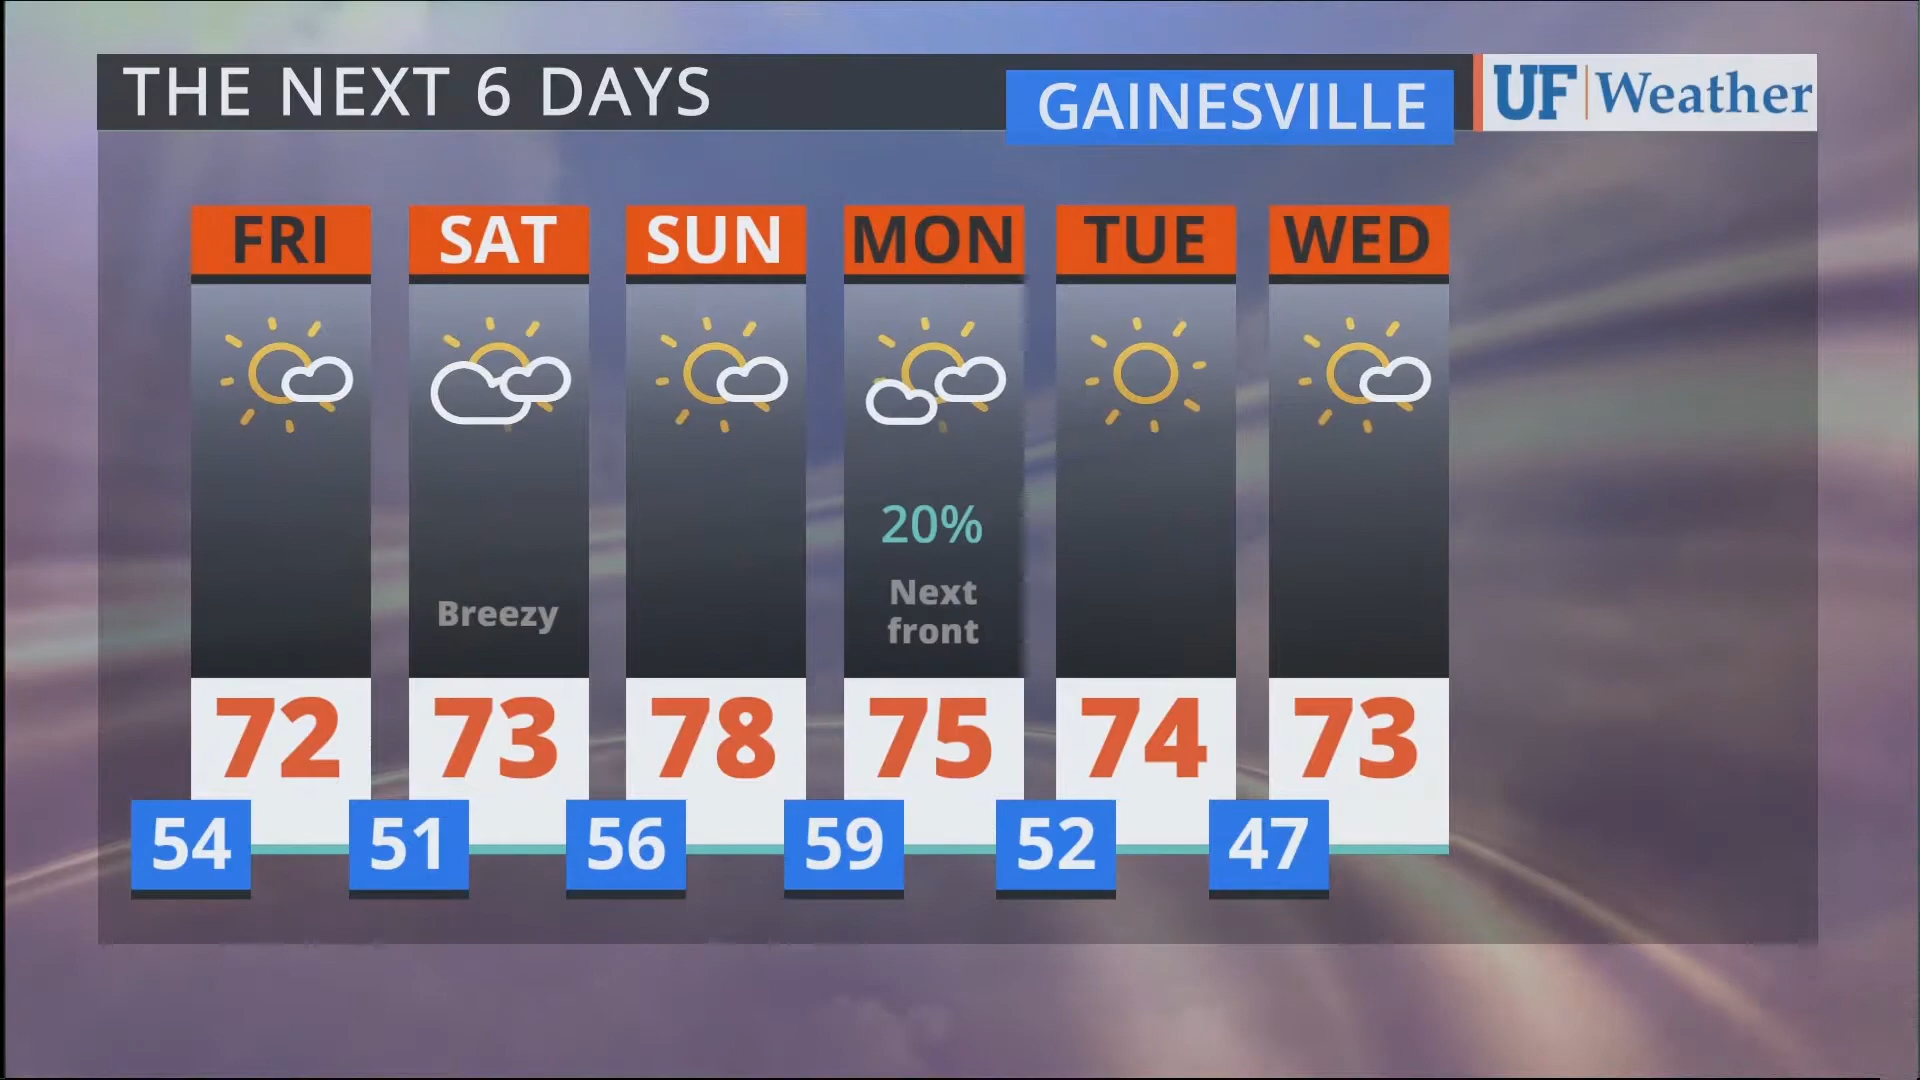 THE NEXT 6 DAYS
GAINESVILLE
UF Weather
FRI SAT SUN MON TUE WED
20%
Breezy
Next
front
72 73 78 75 74 73
54 51 56 59 52 47